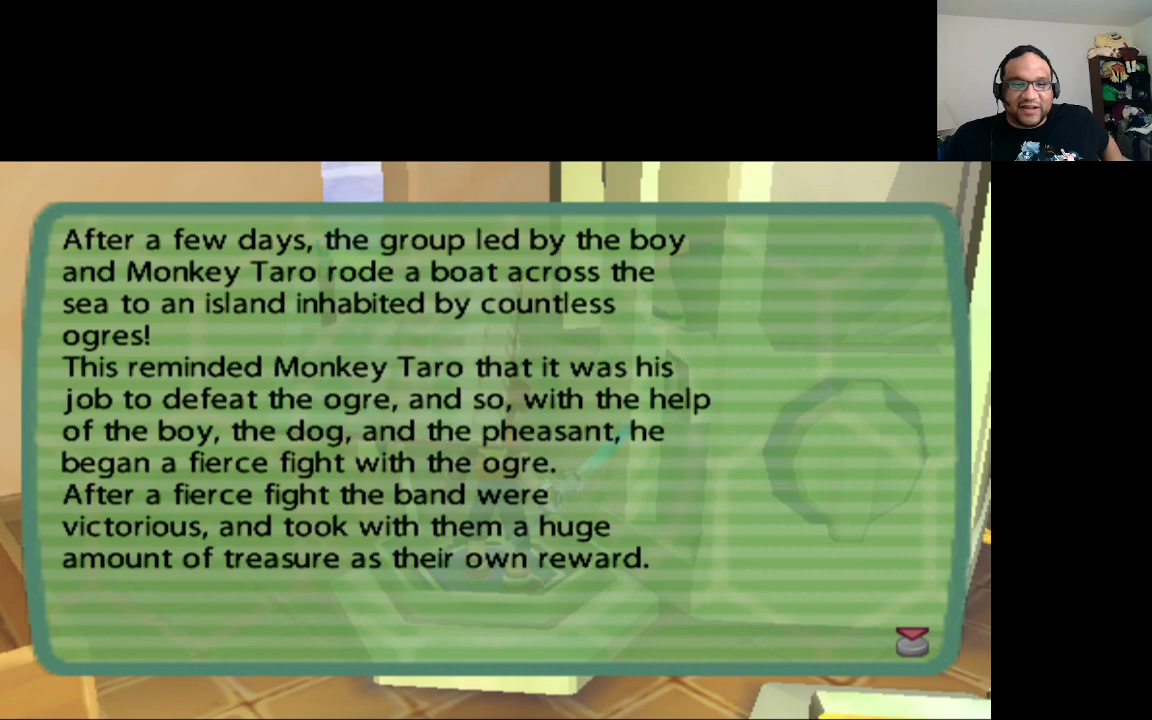 After a few days, the group led by the boy
and Monkey Taro rode a boat across the
sea to an island inhabited by countless
ogres!
This reminded Monkey Taro that it was his
job to defeat the ogre, and so, with the help
of the boy, the dog, and the pheasant, he
began a fierce fight with the ogre.
After a fierce fight the band were
victorious, and took with them a huge
amount of treasure as their own reward.